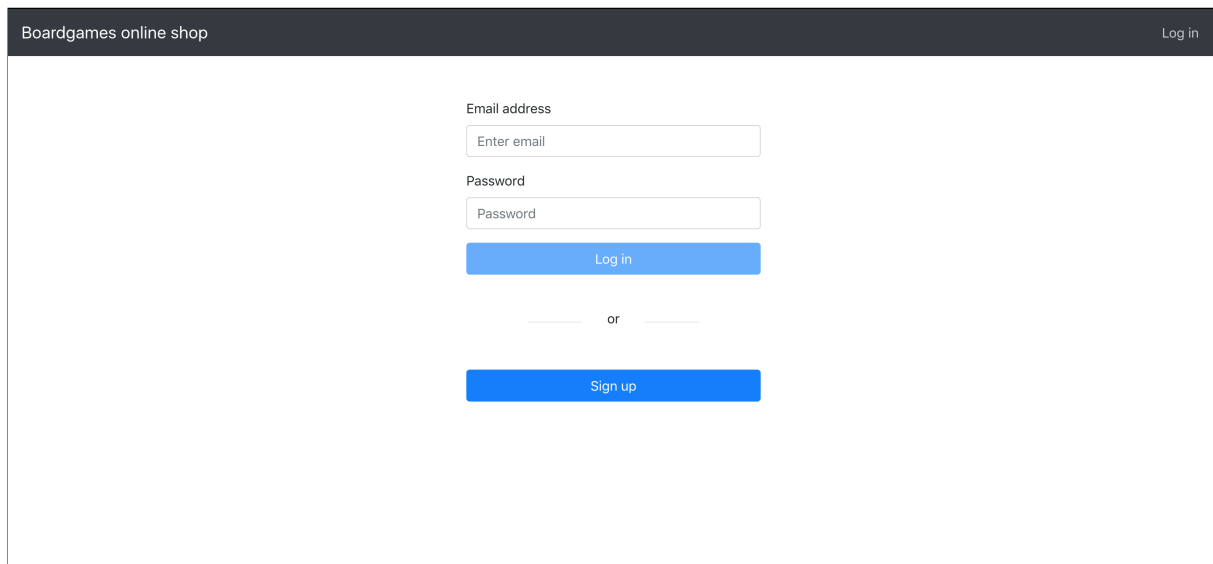 Boardgames online shop Log in
Email address
Enter email
Password
Password
Log in
or
Sign up